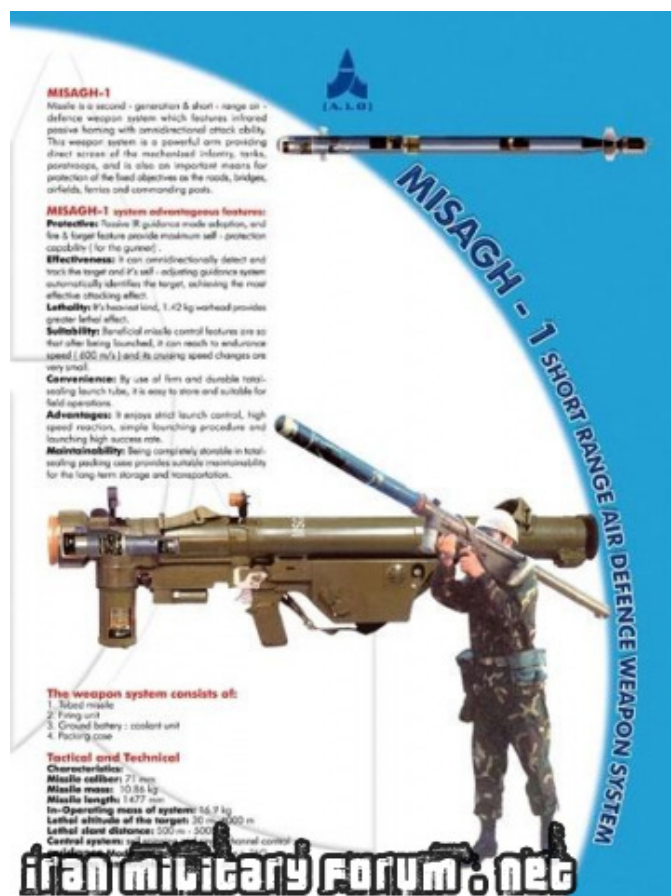 [A.I.O]
MISAGH-1
Missile is a second - generation & short - range air -
defence weapon system which features infrared
passive homing with omnidirectional attack ability.
This weapon system is a powerful arm providing
direct screen of the mechanised infantry, tanks,
paratroops, and is also an important means for
protection of the fixed objectives as the roads, bridges,
airfields, ferries and commanding posts.
MISAGH-1 system advantageous features:
Protective: Passive IR guidance mode adoption, and
fire & forget feature provide maximum self - protection
capability ( for the gunner) .
Effectiveness: It can omnidirectionally detect and
track the target and it's self - adjusting guidance system
automatically identifies the target, achieving the most
effective attacking effect.
Lethality: It's heaviest kind, 1.42 kg warhead provides
greater lethal effect.
Suitability: Beneficial missile control features are so
that after being launched, it can reach to endurance
speed ( 600 m/s ) and its cruising speed changes are
very small.
Convenience: By use of firm and durable total-
sealing launch tube, it is easy to store and suitable for
field operations.
Advantages: It enjoys strict launch control, high
speed reaction, simple launching procedure and
launching high success rate.
Maintainability: Being completely storable in total-
sealing packing case provides suitable maintainability
for the long-term storage and transportation.
MISAGH - 1 SHORT RANGE AIR DEFENCE WEAPON SYSTEM
The weapon system consists of:
1. Tubed missile
2. Firing unit
3. Ground battery : coolant unit
4. Packing case
Tactical and Technical
Characteristics:
Missile caliber: 71 mm
Missile mass: 10.86 kg
Missile length: 1477 mm
In-Operating mass of system: 16.9 kg
Lethal altitude of the target: 30 m - 4000 m
Lethal slant distance: 500 m - 5000
Control system: channel control
iran military forum . net